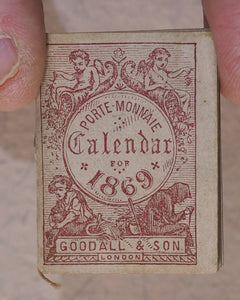 PORTE-MONNAIE
Calendar
FOR
1869
GOODALL & SON.
LONDON